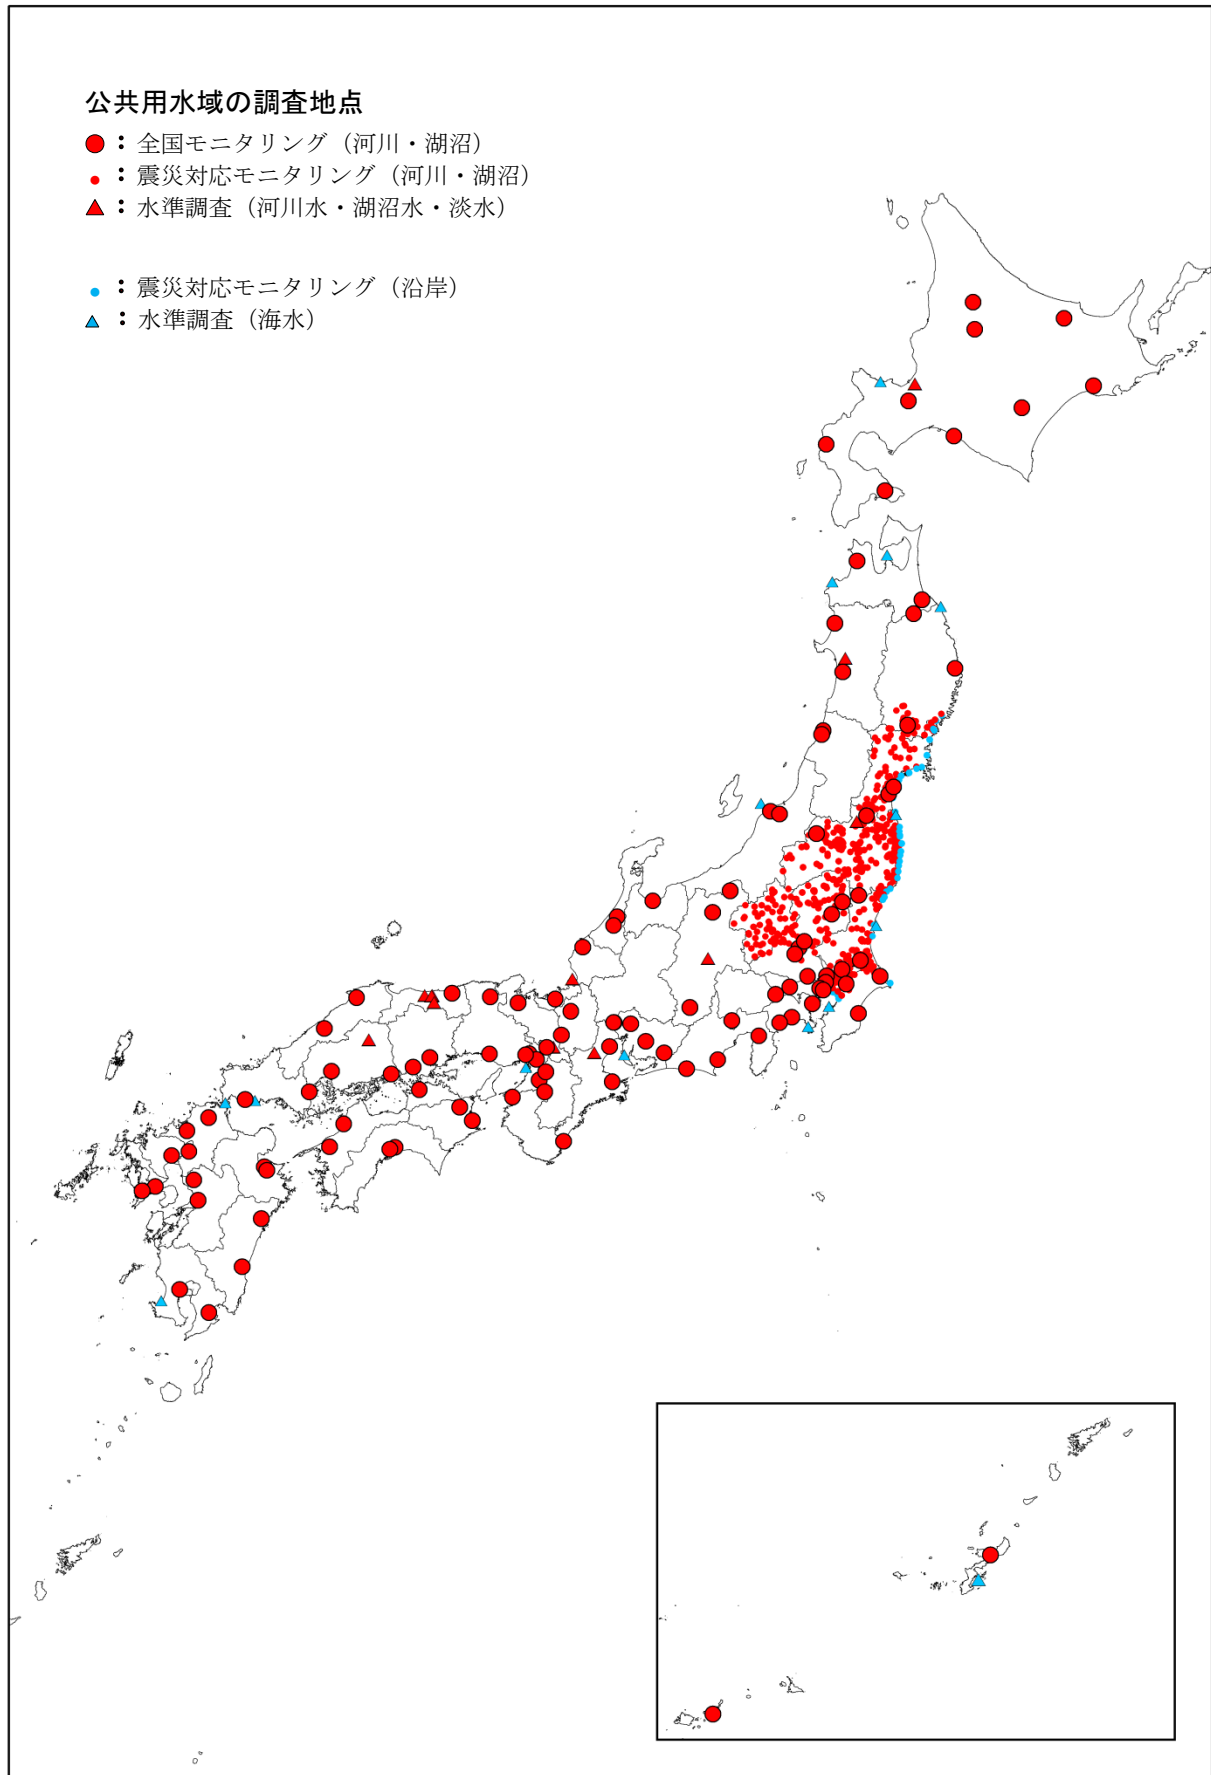 公共用水域の調査地点
：全国モニタリング（河川・湖沼）
：震災対応モニタリング（河川・湖沼）
：水準調査（河川水・湖沼水・淡水）
：震災対応モニタリング（沿岸）
：水準調査（海水）